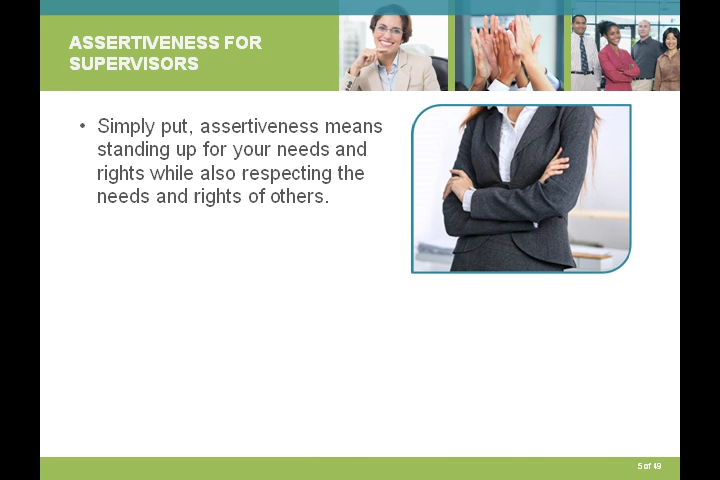 ASSERTIVENESS FOR
SUPERVISORS
• Simply put, assertiveness means
standing up for your needs and
rights while also respecting the
needs and rights of others.
5 of 49